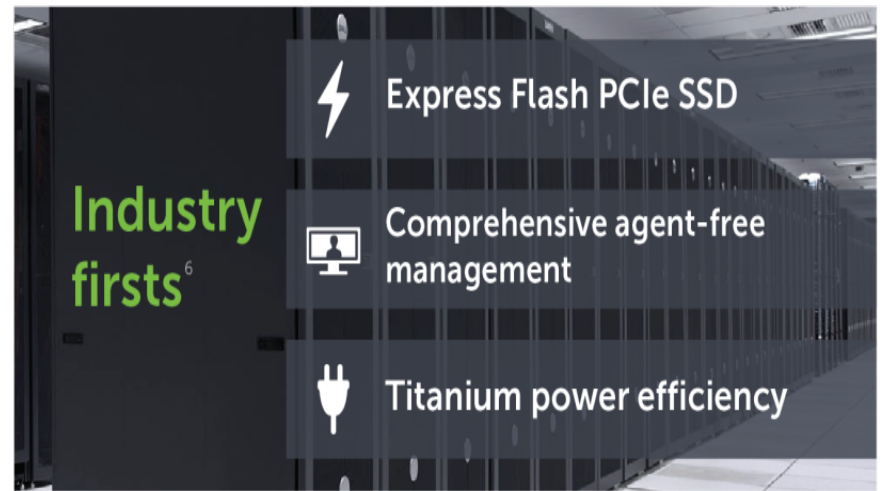 Industry
firsts⁶
Express Flash PCIe SSD
Comprehensive agent-free
management
Titanium power efficiency